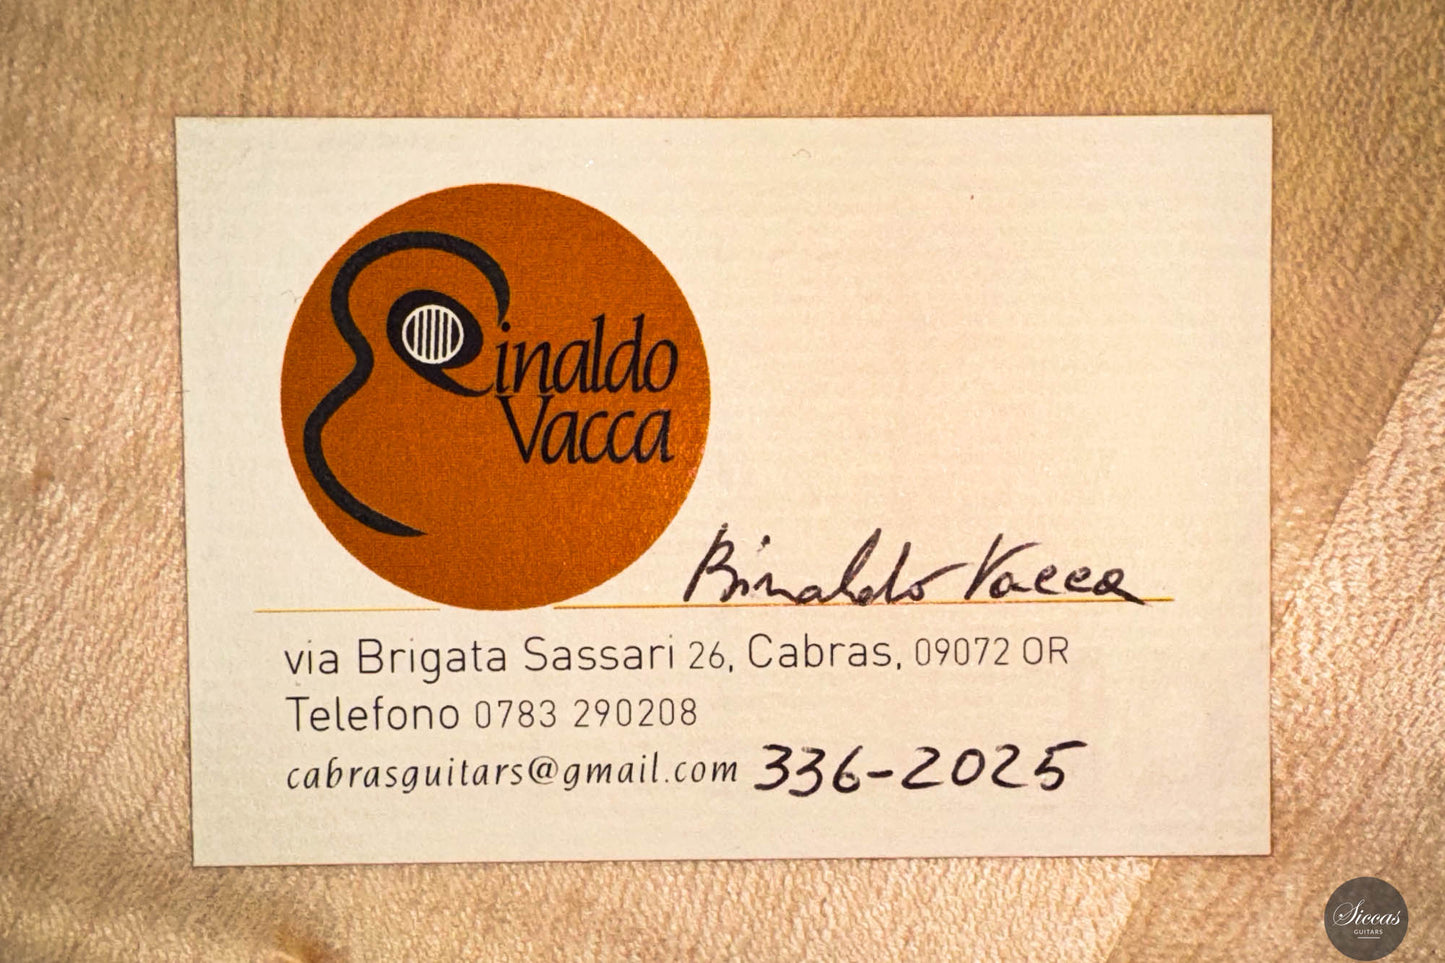 Rinaldo
Vacca
Rinaldo Vacca
via Brigata Sassari 26, Cabras, 09072 OR
Telefono 0783 290208
cabrasguitars@gmail.com 336-2025
Siccas
GUITARS